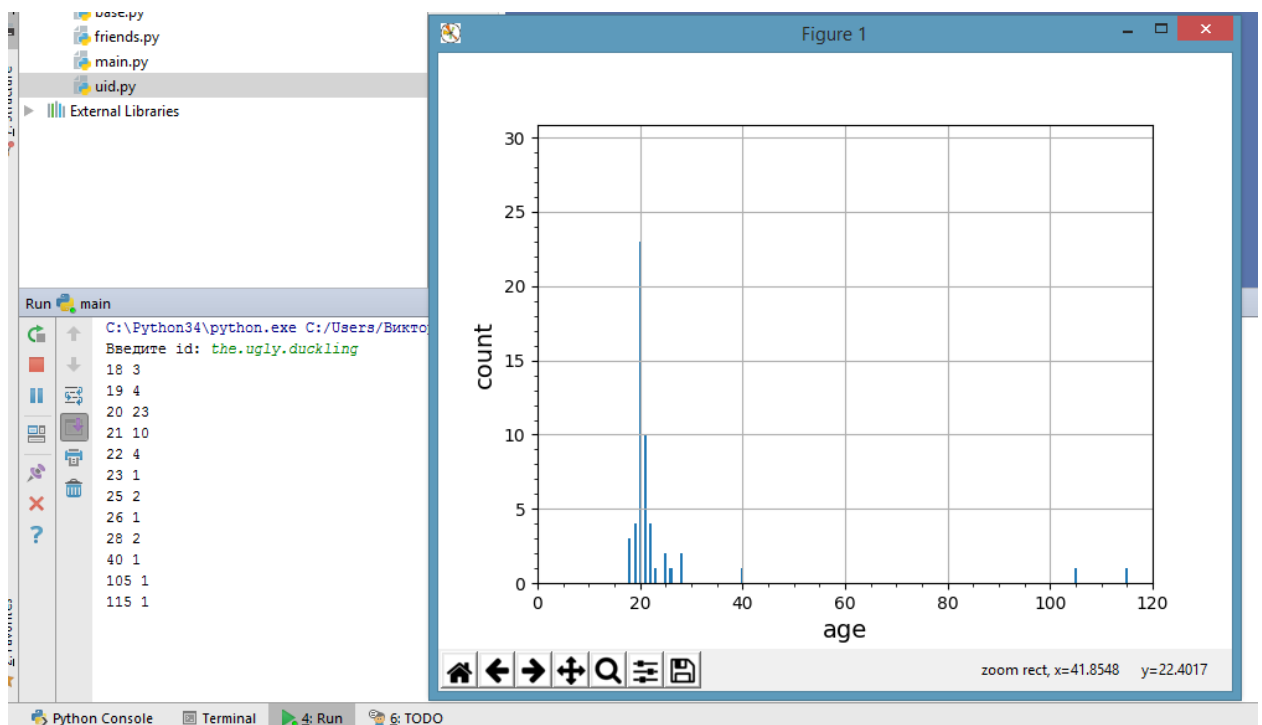 base.py
friends.py
main.py
uid.py
External Libraries
Run main
C:\Python34\python.exe C:/Users/Викто
Введите id: the.ugly.duckling
18 3
19 4
20 23
21 10
22 4
23 1
25 2
26 1
28 2
40 1
105 1
115 1
Figure 1
30
25
20
15
10
5
0
count
0 20 40 60 80 100 120
age
zoom rect, x=41.8548 y=22.4017
Python Console Terminal 4: Run 6: TODO